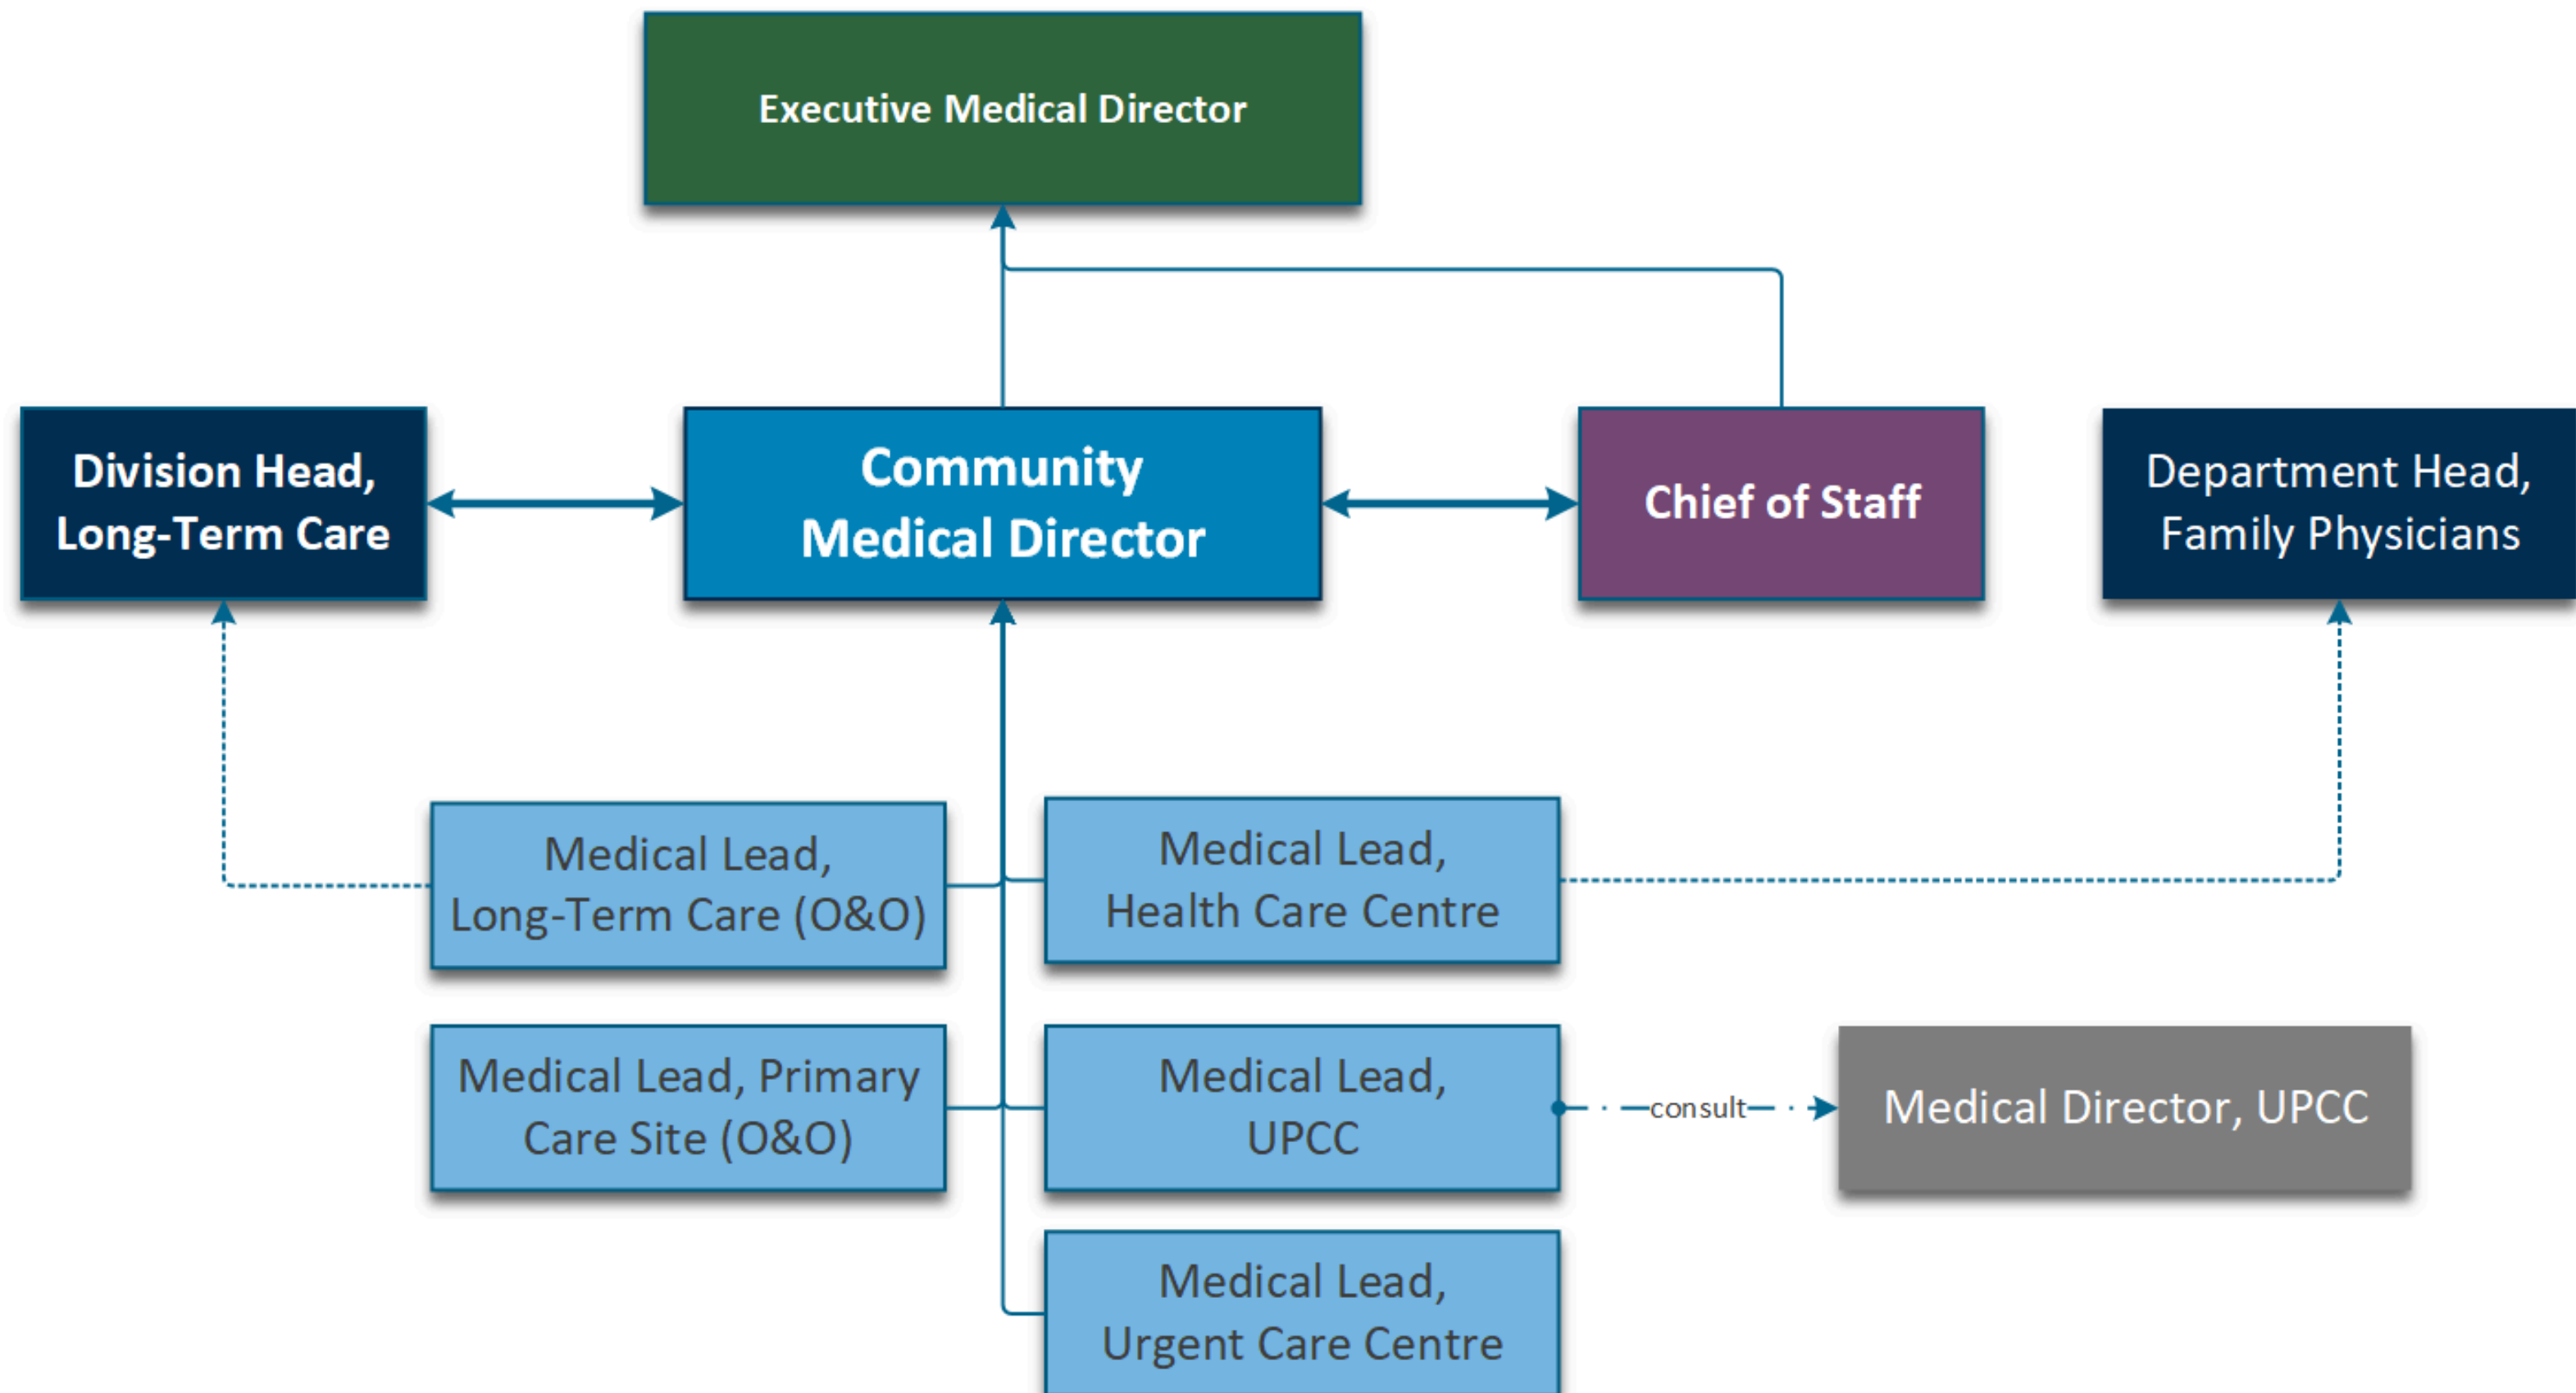 Executive Medical Director
Division Head,
Long-Term Care
Community
Medical Director
Chief of Staff
Department Head,
Family Physicians
Medical Lead,
Long-Term Care (O&O)
Medical Lead,
Health Care Centre
Medical Lead, Primary
Care Site (O&O)
Medical Lead,
UPCC
consult
Medical Director, UPCC
Medical Lead,
Urgent Care Centre